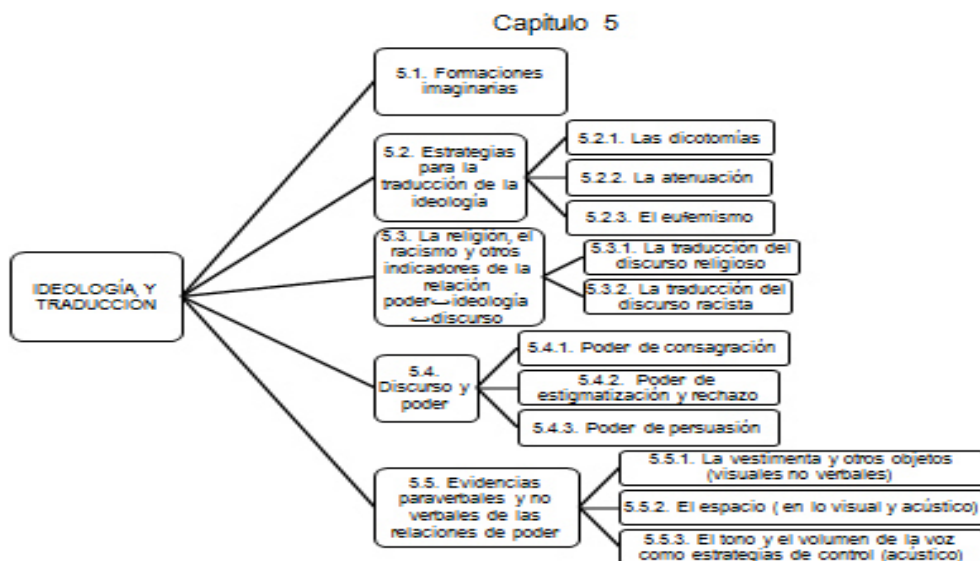 Capítulo 5
IDEOLOGÍA Y
TRADUCCIÓN
5.1. Formaciones
imaginarias
5.2. Estrategias
para la
traducción de la
ideología
5.2.1. Las dicotomías
5.2.2. La atenuación
5.2.3. El eufemismo
5.3. La religión, el
racismo y otros
indicadores de la
relación
poder↔ideología
↔discurso
5.3.1. La traducción del
discurso religioso
5.3.2. La traducción del
discurso racista
5.4.
Discurso y
poder
5.4.1. Poder de consagración
5.4.2. Poder de
estigmatización y rechazo
5.4.3. Poder de persuasión
5.5. Evidencias
paraverbales y no
verbales de las
relaciones de poder
5.5.1. La vestimenta y otros objetos
(visuales no verbales)
5.5.2. El espacio ( en lo visual y acústico)
5.5.3. El tono y el volumen de la voz
como estrategias de control (acústico)